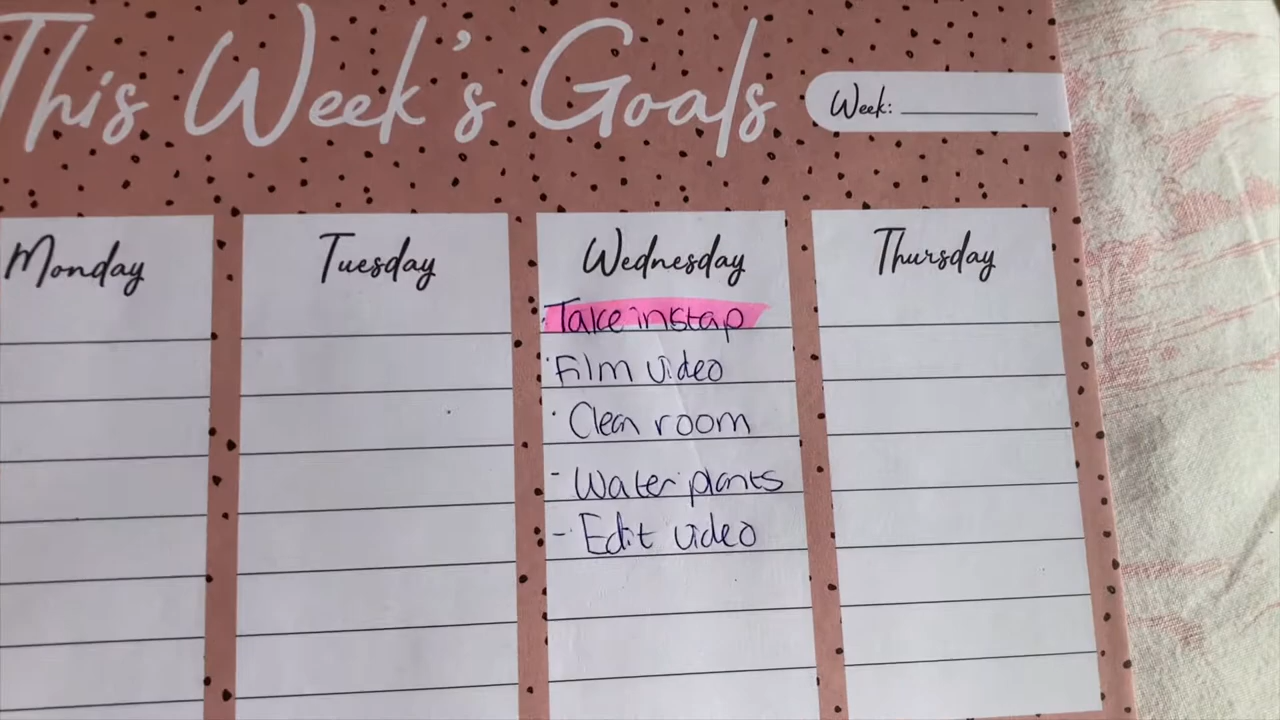 This Week's Goals
Week:
Monday
Tuesday
Wednesday
Thursday
· Take instap
· Film video
· Clean room
- Water plants
- Edit video